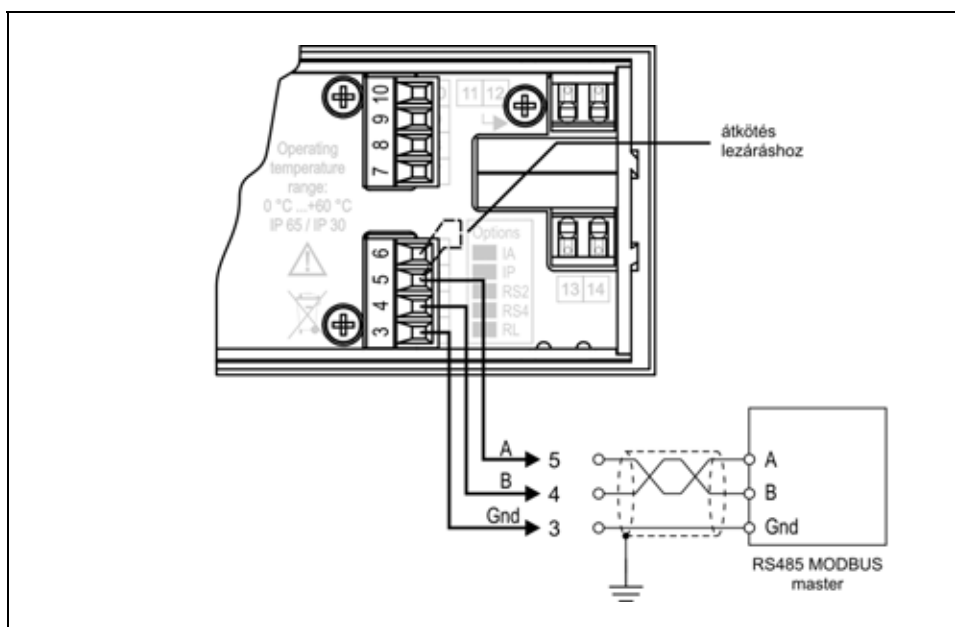 10
9
8
7
0
11 12
Operating
temperature
range:
0 °C ...+60 °C
IP 65 / IP 30
átkötés
lezáráshoz
6
5
4
3
Options
IA
IP
RS2
RS4
RL
13 14
A 5
B 4
Gnd 3
A
B
Gnd
RS485 MODBUS
master